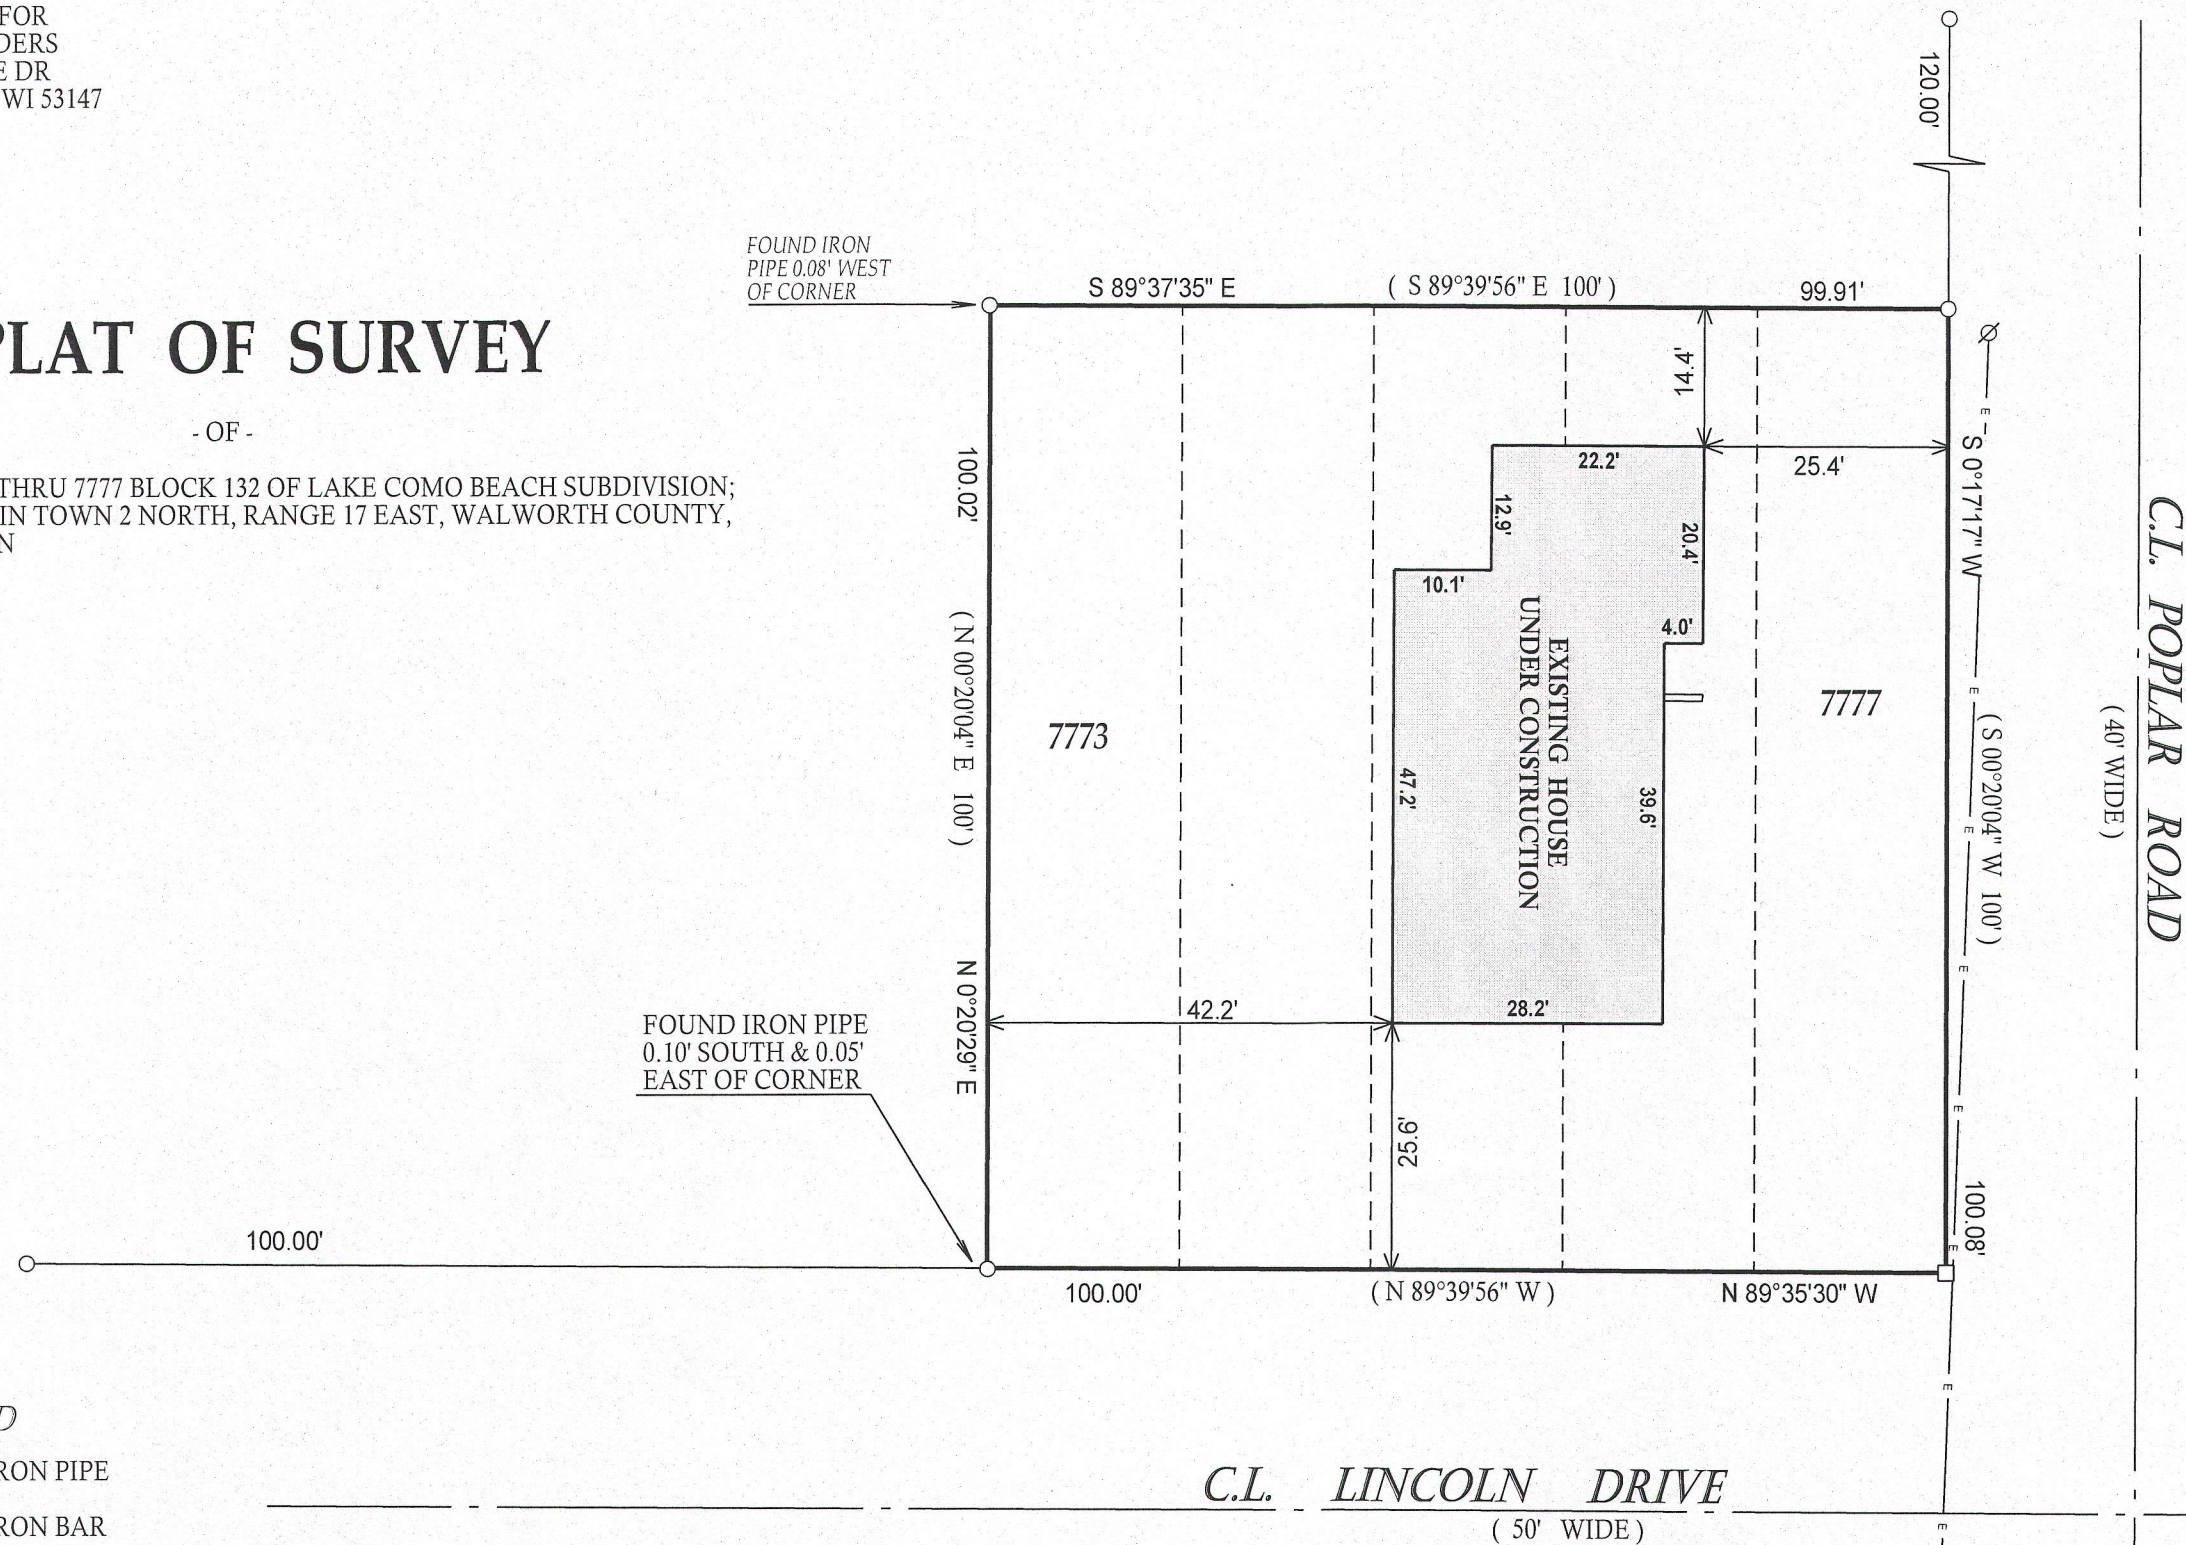 FOR
DERS
E DR
WI 53147
PLAT OF SURVEY
- OF -
THRU 7777 BLOCK 132 OF LAKE COMO BEACH SUBDIVISION;
IN TOWN 2 NORTH, RANGE 17 EAST, WALWORTH COUNTY,
N
FOUND IRON
PIPE 0.08' WEST
OF CORNER
S 89°37'35" E
( S 89°39'56" E 100' )
99.91'
120.00'
14.4'
25.4'
22.2'
12.9'
20.4'
10.1'
4.0'
EXISTING HOUSE
UNDER CONSTRUCTION
47.2'
39.6'
28.2'
42.2'
25.6'
7773
7777
100.02'
( N 00°20'04" E 100' )
N 0°20'29" E
S 0°17'17" W
( S 00°20'04" W 100' )
100.08'
E
E
E
E
E
E
E
E
C.L. POPLAR ROAD
( 40' WIDE )
FOUND IRON PIPE
0.10' SOUTH & 0.05'
EAST OF CORNER
100.00'
100.00'
( N 89°39'56" W )
N 89°35'30" W
D
RON PIPE
RON BAR
C.L. LINCOLN DRIVE
( 50' WIDE )